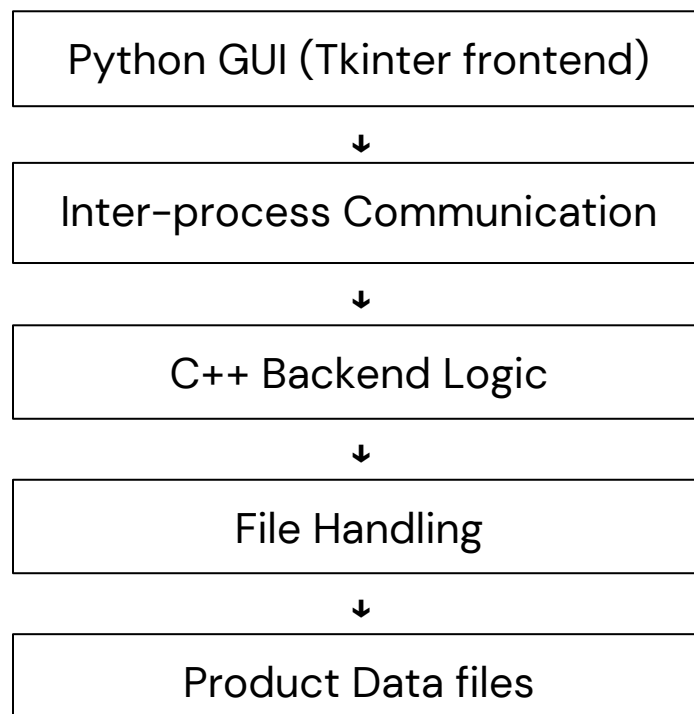 Python GUI (Tkinter frontend)
↓
Inter-process Communication
↓
C++ Backend Logic
↓
File Handling
↓
Product Data files